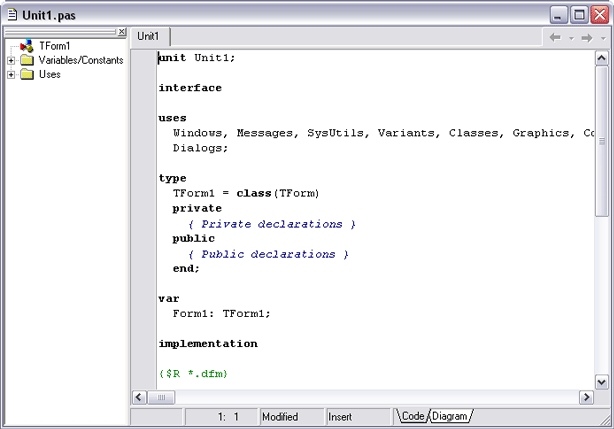 Unit1.pas
TForm1
Variables/Constants
Uses
Unit1
unit Unit1;
interface
uses
Windows, Messages, SysUtils, Variants, Classes, Graphics, Co
Dialogs;
type
TForm1 = class(TForm)
private
{ Private declarations }
public
{ Public declarations }
end;
var
Form1: TForm1;
implementation
{$R *.dfm}
1: 1 Modified Insert Code Diagram